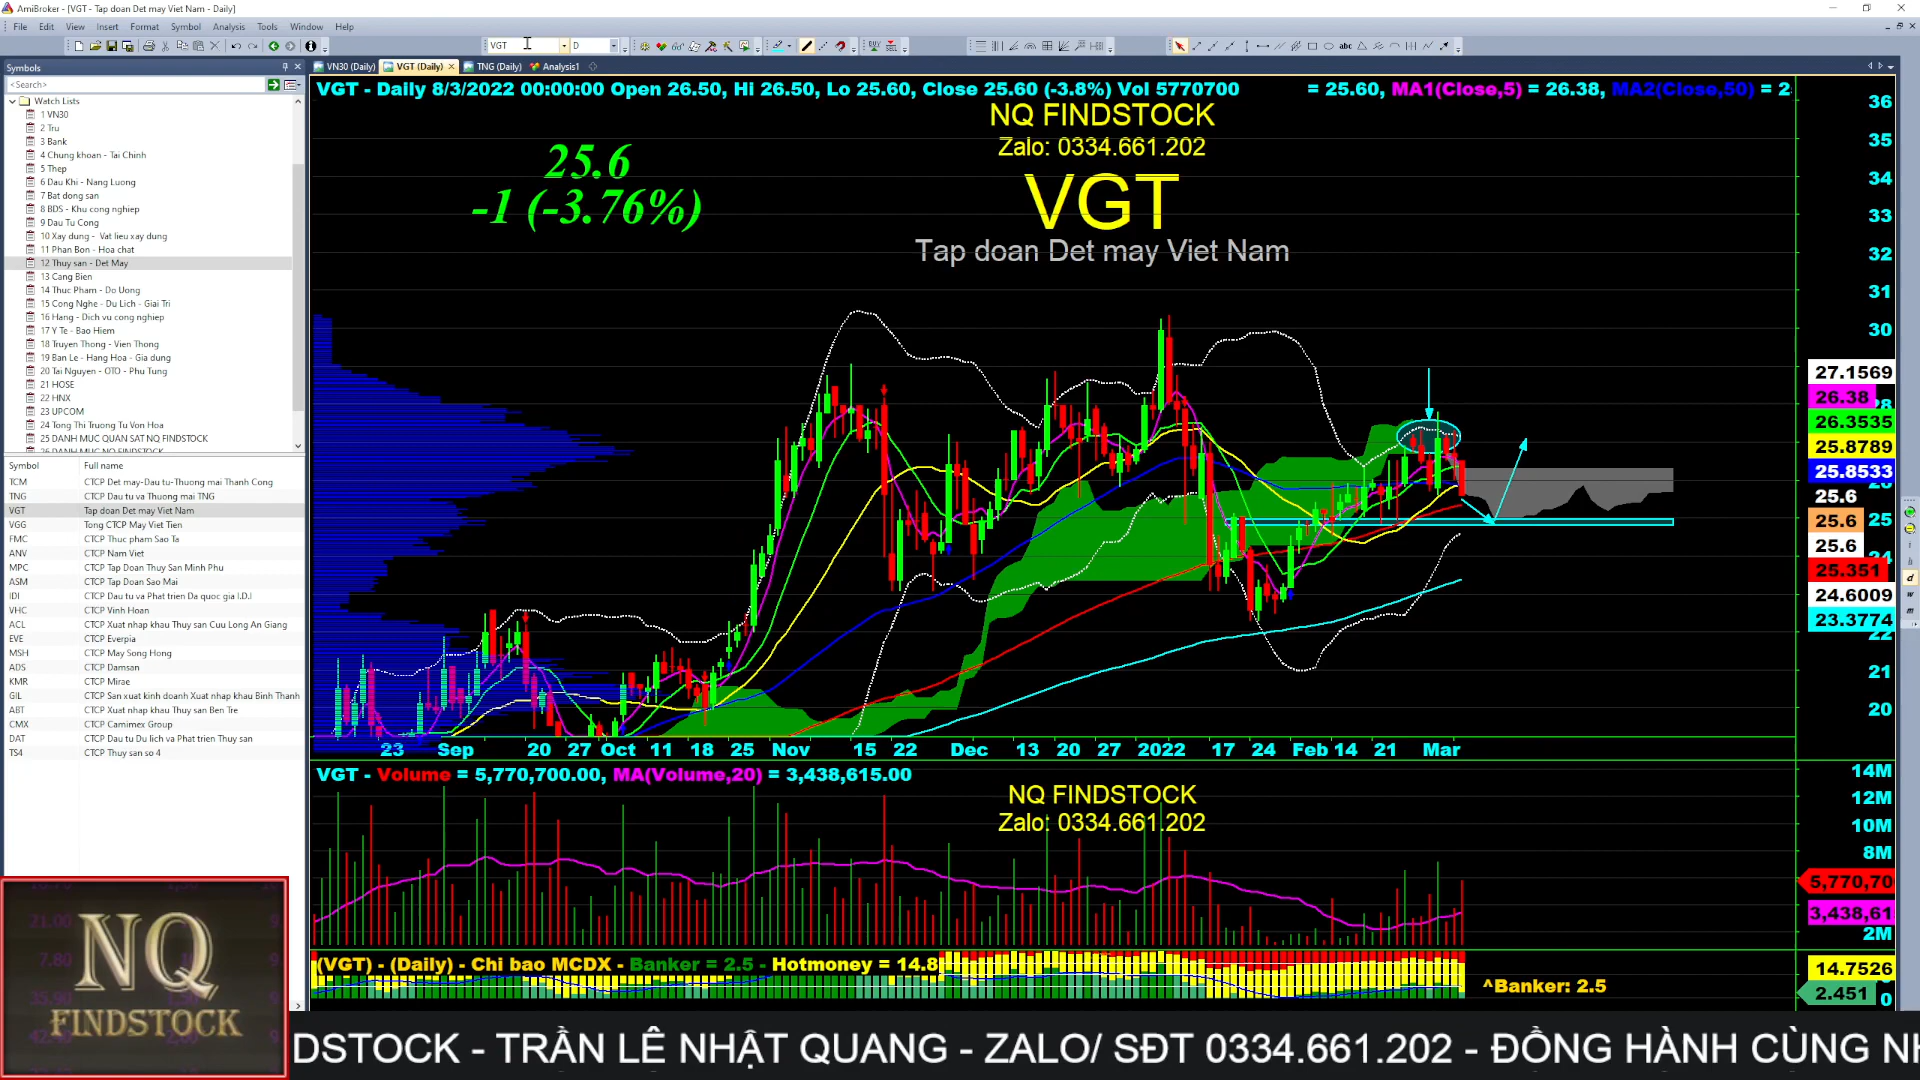 AmiBroker - [VGT - Tap doan Det may Viet Nam - Daily]
File Edit View Insert Format Symbol Analysis Tools Window Help
VGT D
Symbols
VN30 (Daily) VGT (Daily) TNG (Daily) Analysis1
<Search>
Watch Lists
1 VN30
2 Tru
3 Bank
4 Chung khoan - Tai Chinh
5 Thep
6 Dau Khi - Nang Luong
7 Bat dong san
8 BDS - Khu cong nghiep
9 Dau Tu Cong
10 Xay dung - Vat lieu xay dung
11 Phan Bon - Hoa chat
12 Thuy san - Det May
13 Cang Bien
14 Thuc Pham - Do Uong
15 Cong Nghe - Du Lich - Giai Tri
16 Hang - Dich vu cong nghiep
17 Y Te - Bao Hiem
18 Truyen Thong - Vien Thong
19 Ban Le - Hang Hoa - Gia dung
20 Tai Nguyen - OTO - Phu Tung
21 HOSE
22 HNX
23 UPCOM
24 Tong Thi Truong Tu Von Hoa
25 DANH MUC QUAN SAT NQ FINDSTOCK
Symbol Full name
TCM CTCP Det may-Dau tu-Thuong mai Thanh Cong
TNG CTCP Dau tu va Thuong mai TNG
VGT Tap doan Det may Viet Nam
VGG Tong CTCP May Viet Tien
FMC CTCP Thuc pham Sao Ta
ANV CTCP Nam Viet
MPC CTCP Tap Doan Thuy San Minh Phu
ASM CTCP Tap Doan Sao Mai
IDI CTCP Dau tu va Phat trien Da quoc gia I.D.I
VHC CTCP Vinh Hoan
ACL CTCP Xuat nhap khau Thuy san Cuu Long An Giang
EVE CTCP Everpia
MSH CTCP May Song Hong
ADS CTCP Damsan
KMR CTCP Mirae
GIL CTCP San xuat kinh doanh Xuat nhap khau Binh Thanh
ABT CTCP Xuat nhap khau Thuy san Ben Tre
CMX CTCP Camimex Group
DAT CTCP Dau tu Du lich va Phat trien Thuy san
TS4 CTCP Thuy san so 4
VGT - Daily 8/3/2022 00:00:00 Open 26.50, Hi 26.50, Lo 25.60, Close 25.60 (-3.8%) Vol 5770700 = 25.60, MA1(Close,5) = 26.38, MA2(Close,50) = 2
NQ FINDSTOCK
Zalo: 0334.661.202
VGT
Tap doan Det may Viet Nam
25.6
-1 (-3.76%)
36
35
34
33
32
31
30
27.1569
26.38
28
26.3535
25.8789
25.8533
25.6
25
25.6
25.6
25.351
24.6009
23.3774
22
21
20
23 Sep 20 27 Oct 11 18 25 Nov 15 22 Dec 13 20 27 2022 17 24 Feb 14 21 Mar
VGT - Volume = 5,770,700.00, MA(Volume,20) = 3,438,615.00
NQ FINDSTOCK
Zalo: 0334.661.202
14M
12M
10M
8M
5,770,70
3,438,61
2M
(VGT) - (Daily) - Chi bao MCDX - Banker = 2.5 - Hotmoney = 14.8
^Banker: 2.5
14.7526
2.451
0
NQ
FINDSTOCK
DSTOCK - TRẦN LÊ NHẬT QUANG - ZALO/ SĐT 0334.661.202 - ĐỒNG HÀNH CÙNG NH